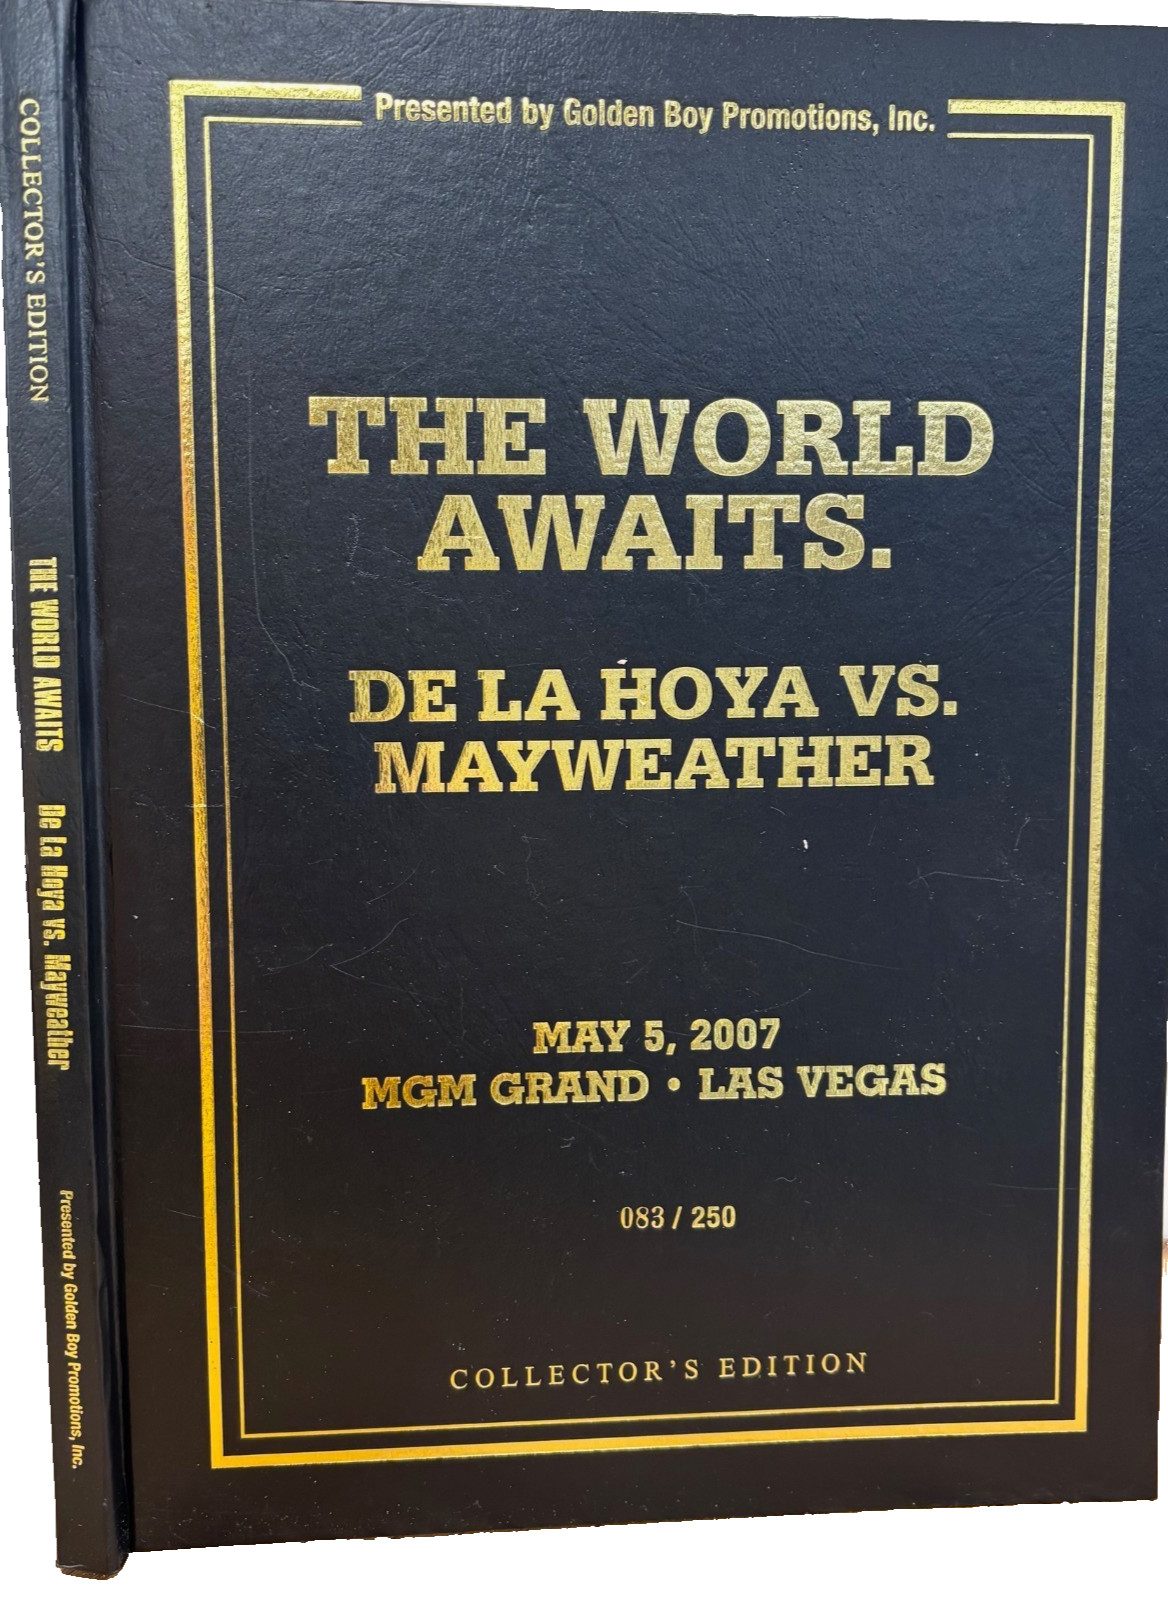 COLLECTOR'S EDITION
THE WORLD AWAITS
De La Hoya vs. Mayweather
Presented by Golden Boy Promotions, Inc.
Presented by Golden Boy Promotions, Inc.
THE WORLD
AWAITS.
DE LA HOYA VS.
MAYWEATHER
MAY 5, 2007
MGM GRAND • LAS VEGAS
083 / 250
COLLECTOR'S EDITION